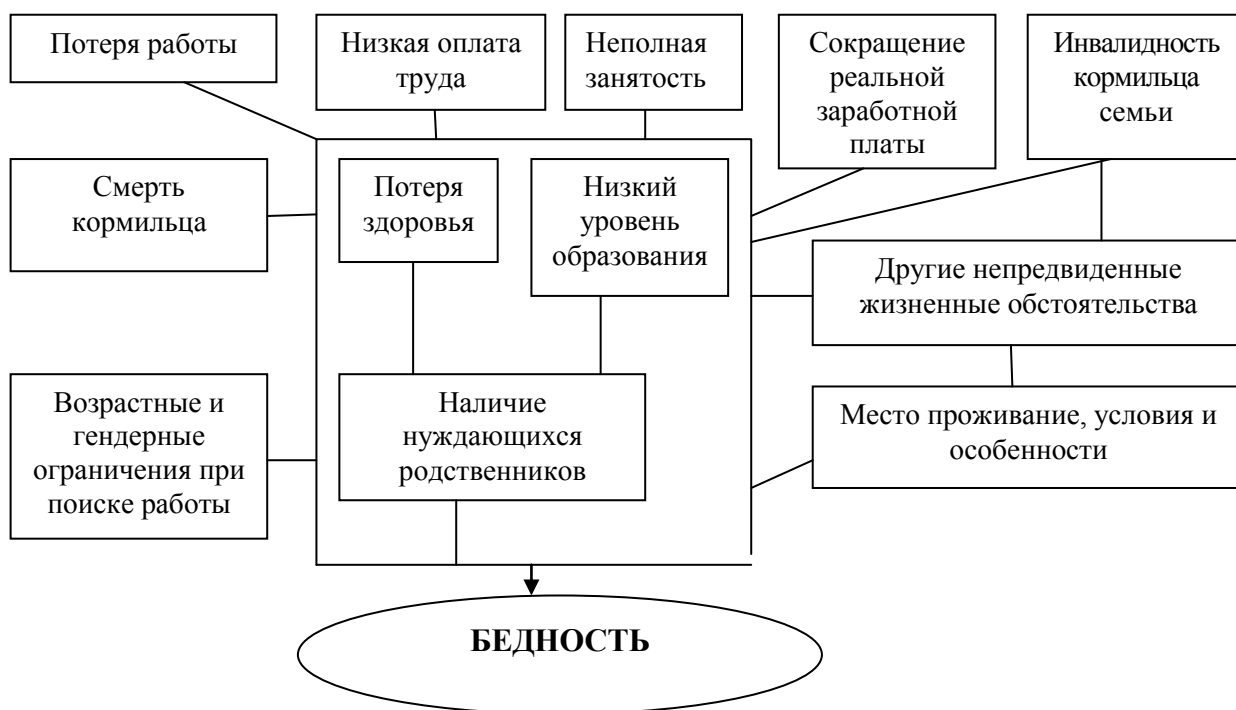 Потеря работы
Низкая оплата
труда
Неполная
занятость
Сокращение
реальной
заработной
платы
Инвалидность
кормильца
семьи
Смерть
кормильца
Потеря
здоровья
Низкий
уровень
образования
Другие непредвиденные
жизненные обстоятельства
Возрастные и
гендерные
ограничения при
поиске работы
Наличие
нуждающихся
родственников
Место проживание, условия и
особенности
БЕДНОСТЬ